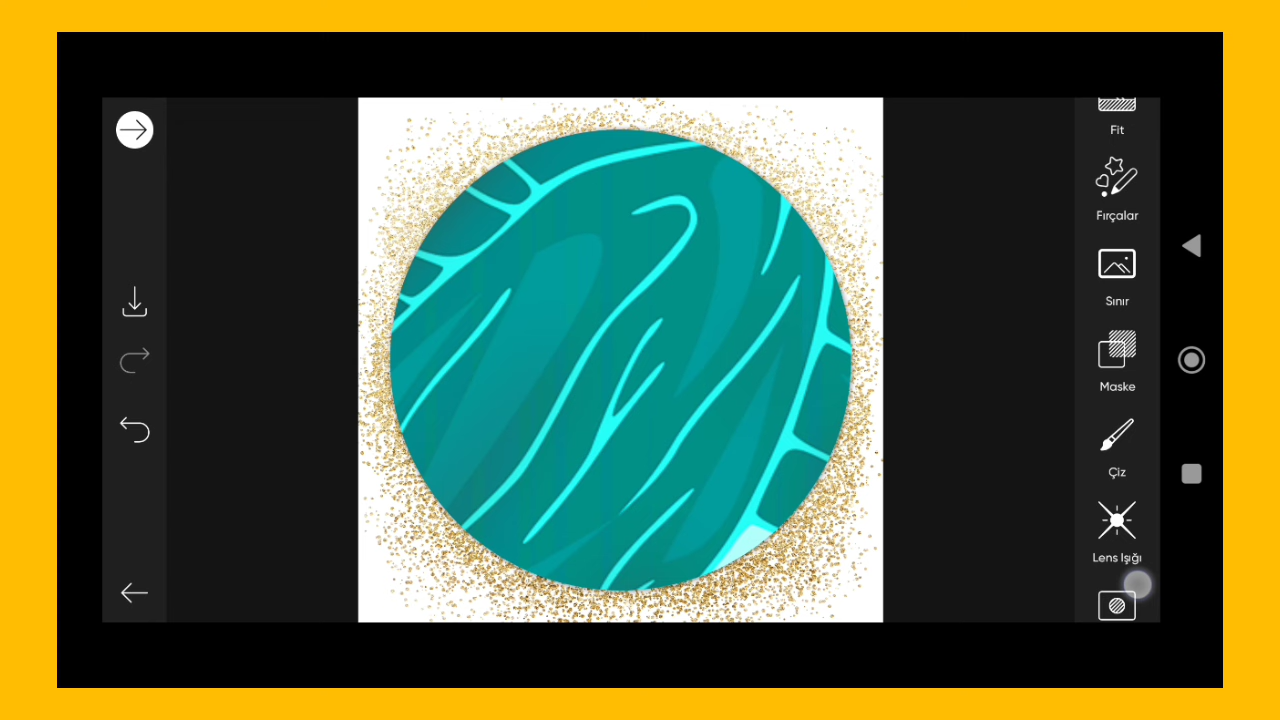 Fit
Fırçalar
Sınır
Maske
Çiz
Lens Işığı